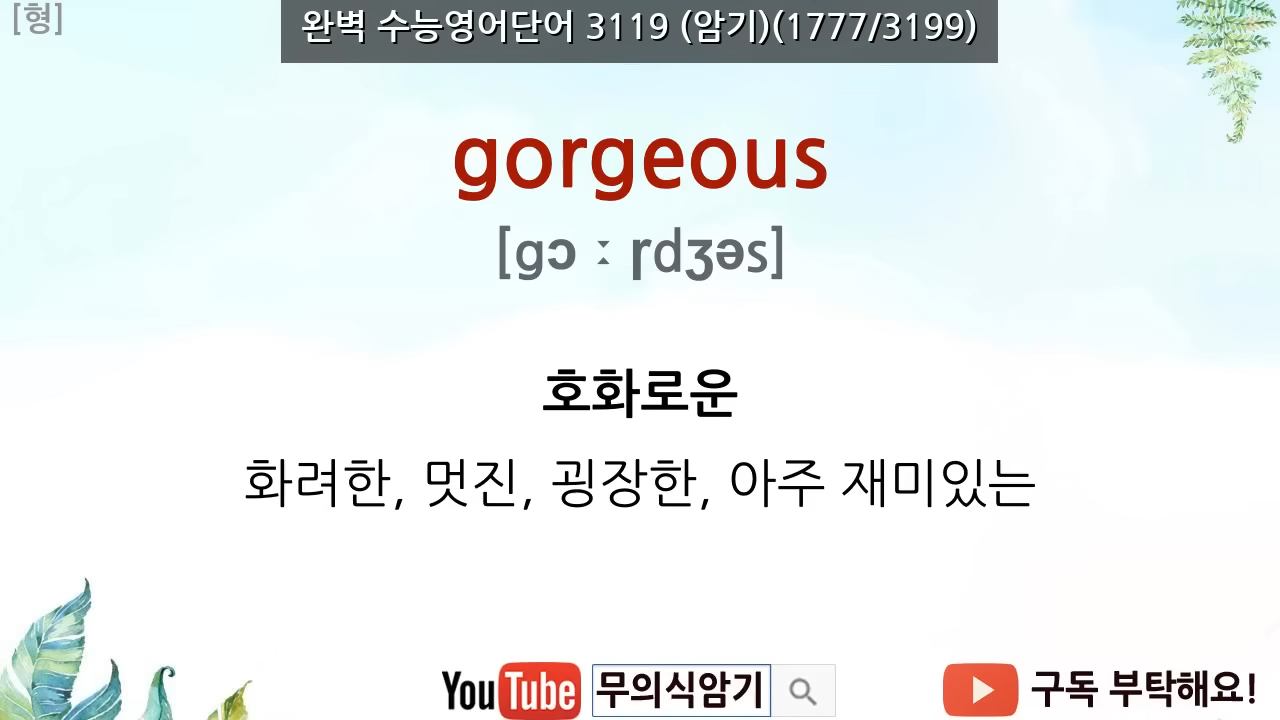 [형]
완벽 수능영어단어 3119 (암기)(1777/3199)
gorgeous
[gɔːrdʒəs]
호화로운
화려한, 멋진, 굉장한, 아주 재미있는
YouTube 무의식암기 구독 부탁해요!